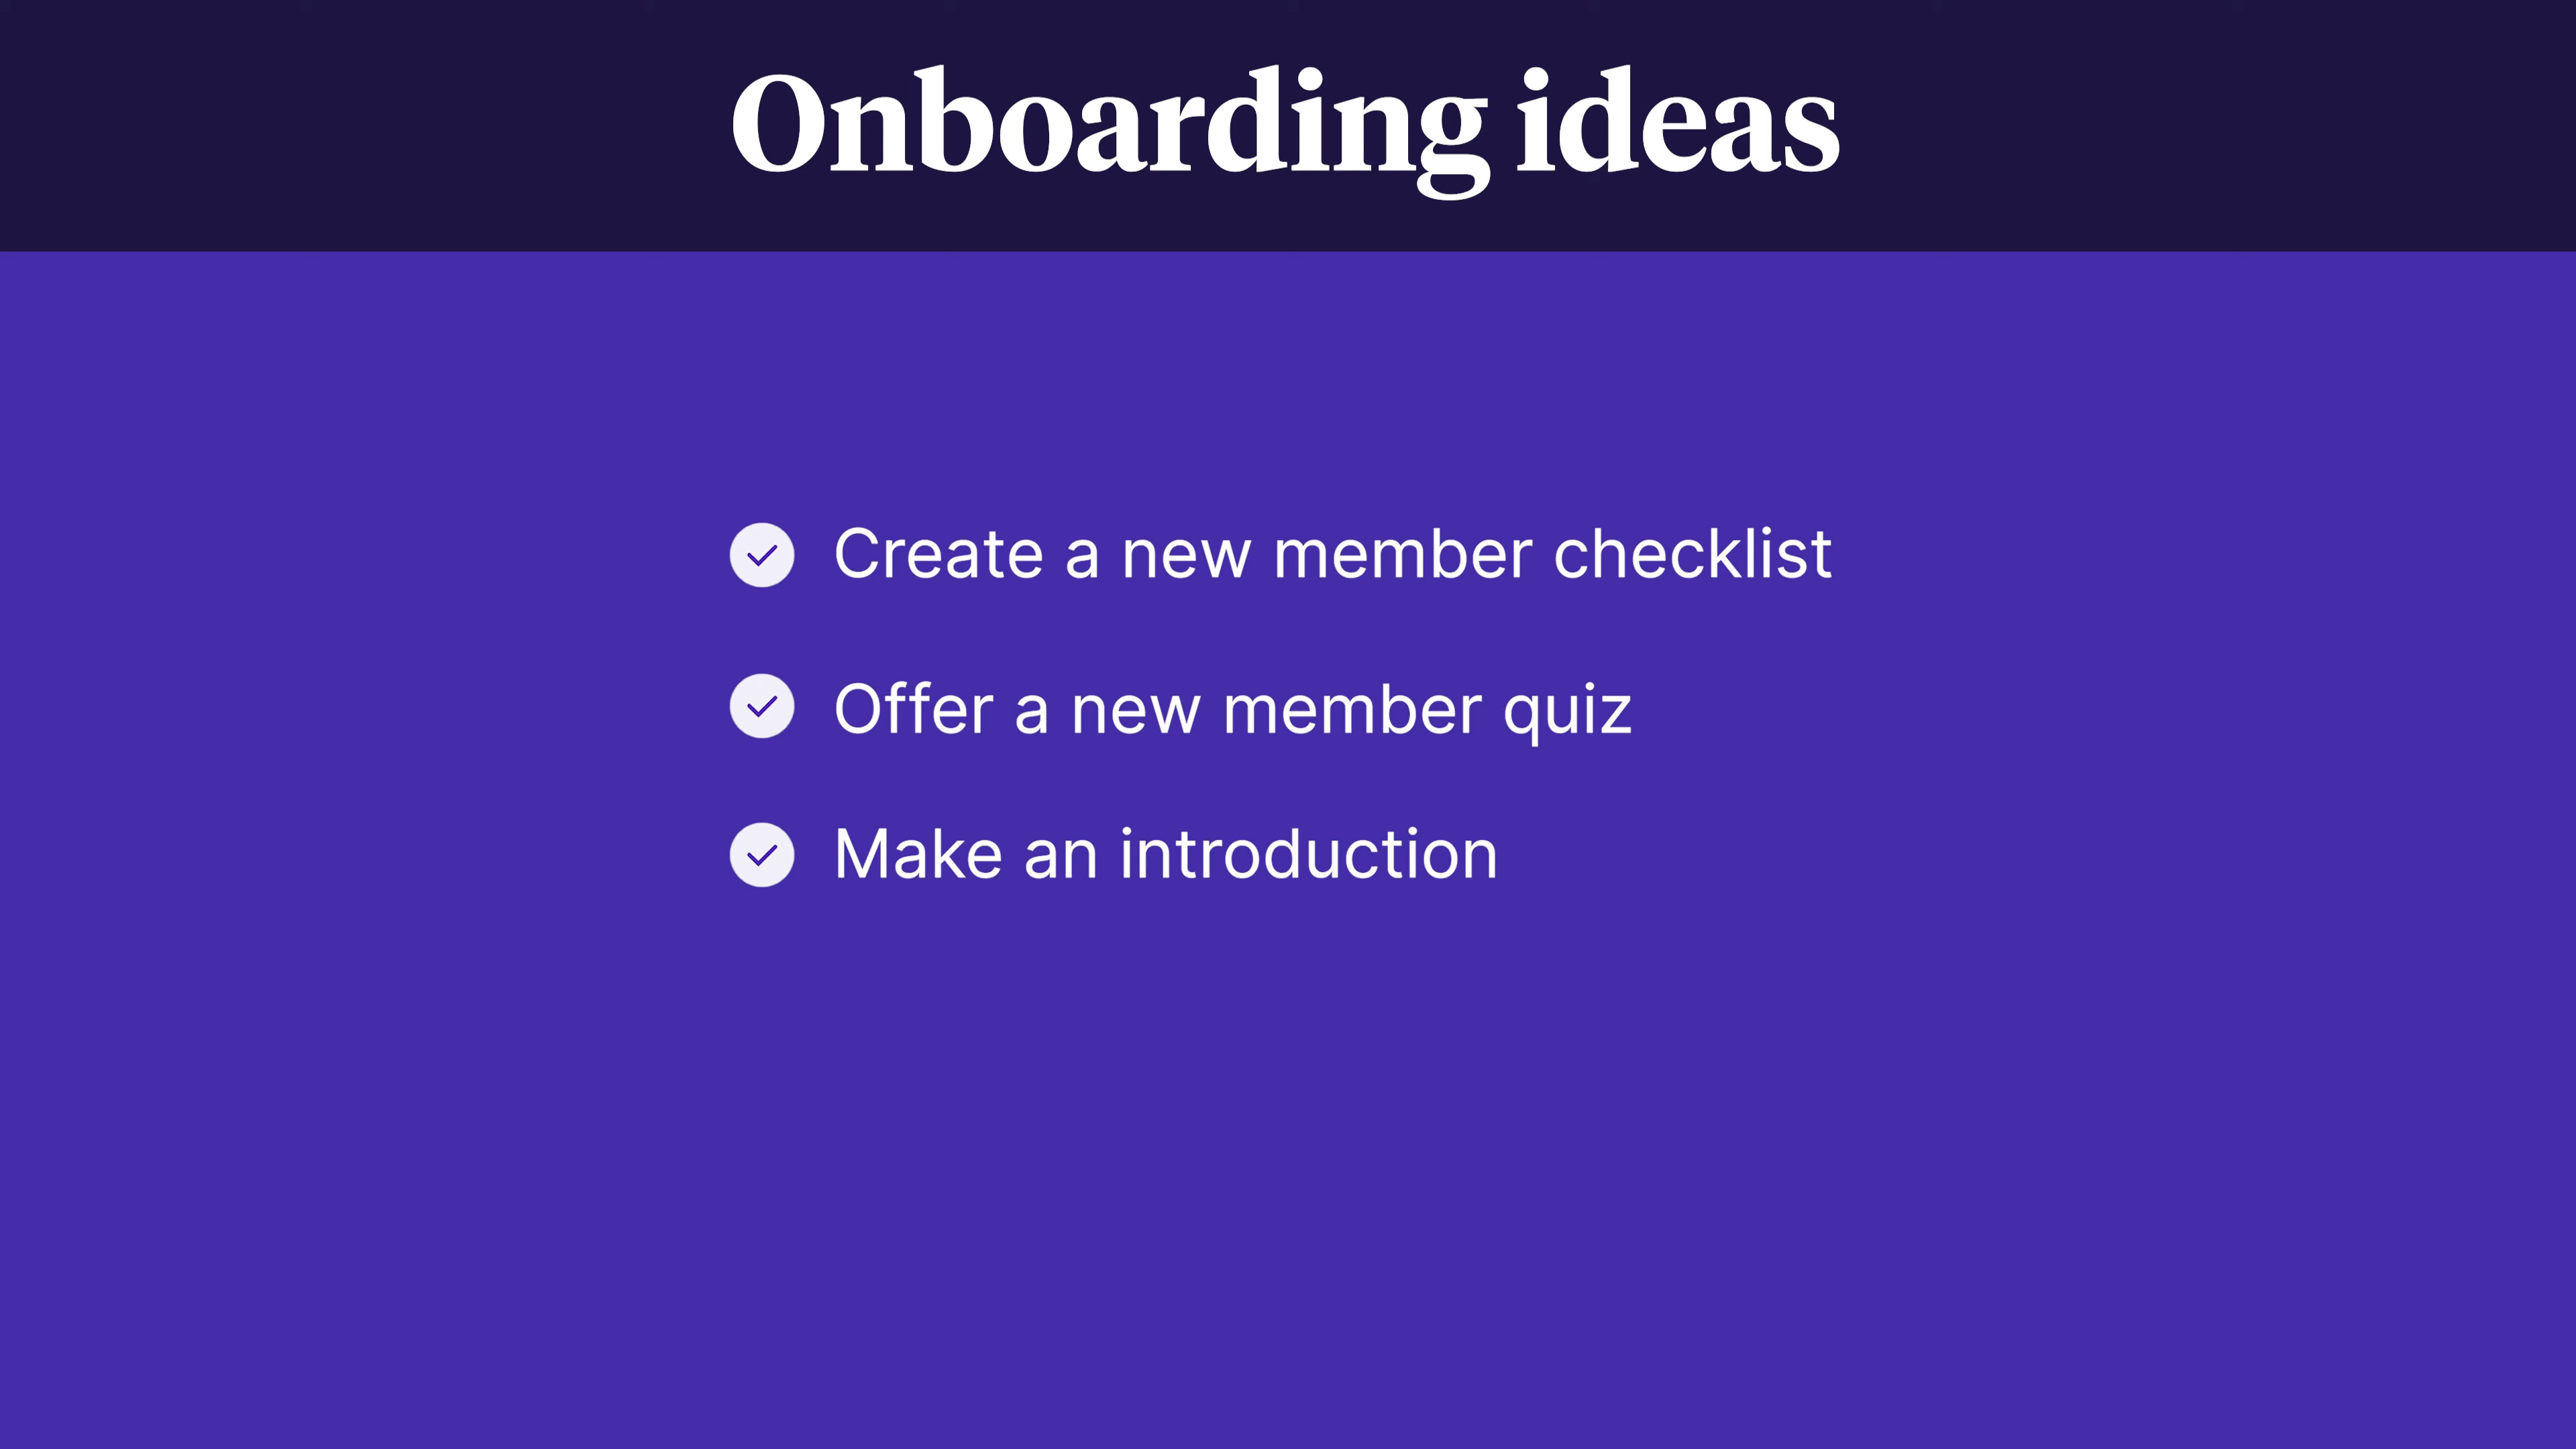 Onboarding ideas
Create a new member checklist
Offer a new member quiz
Make an introduction